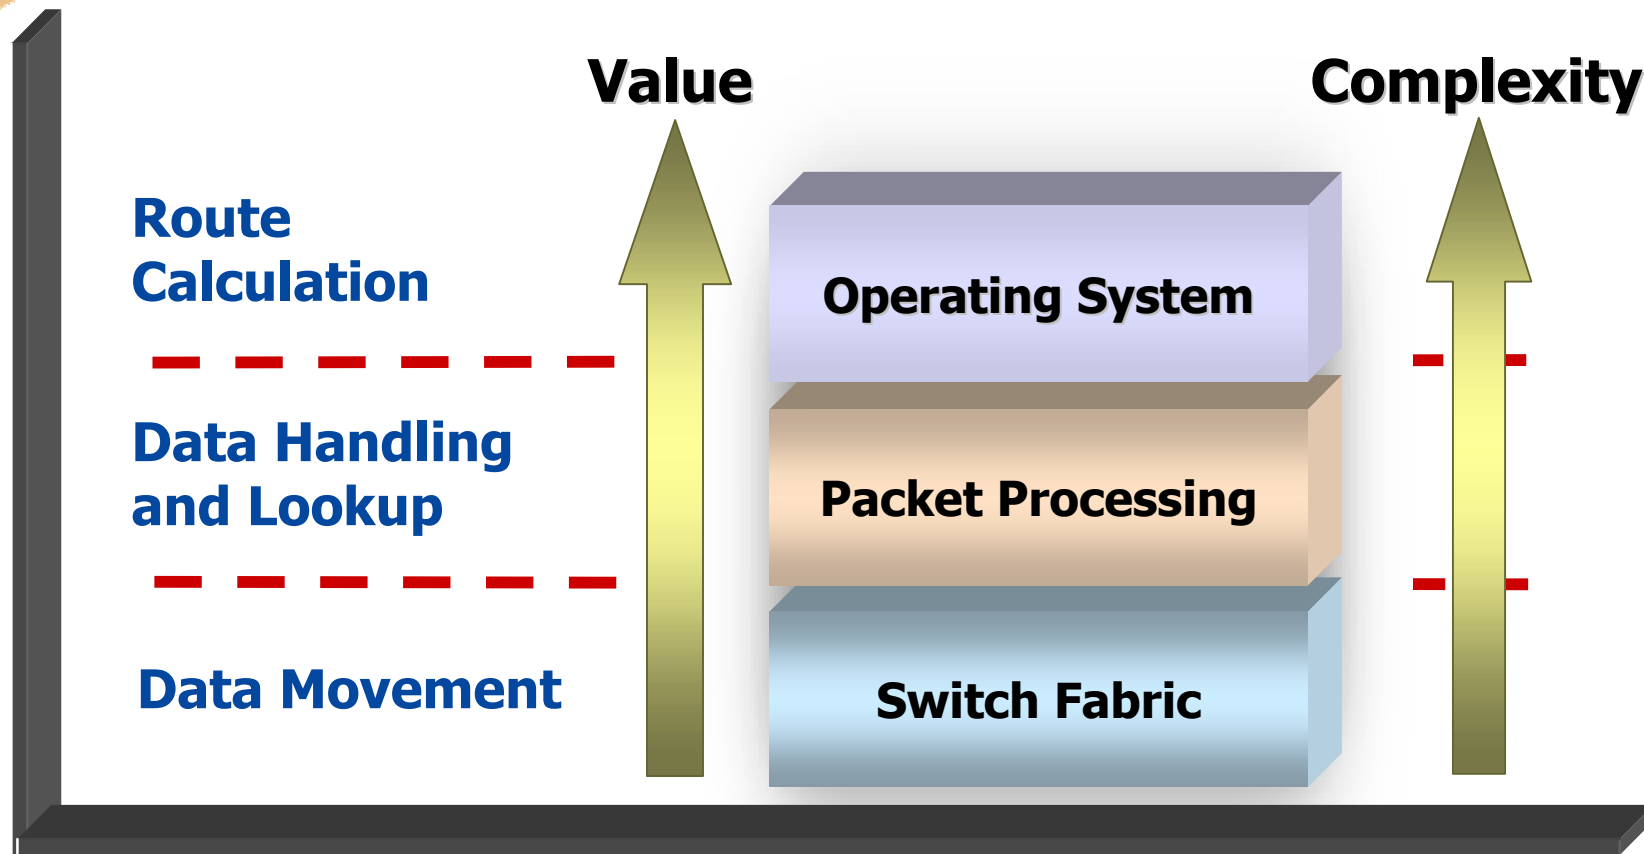 Value
Complexity
Route
Calculation
Operating System
Data Handling
and Lookup
Packet Processing
Data Movement
Switch Fabric